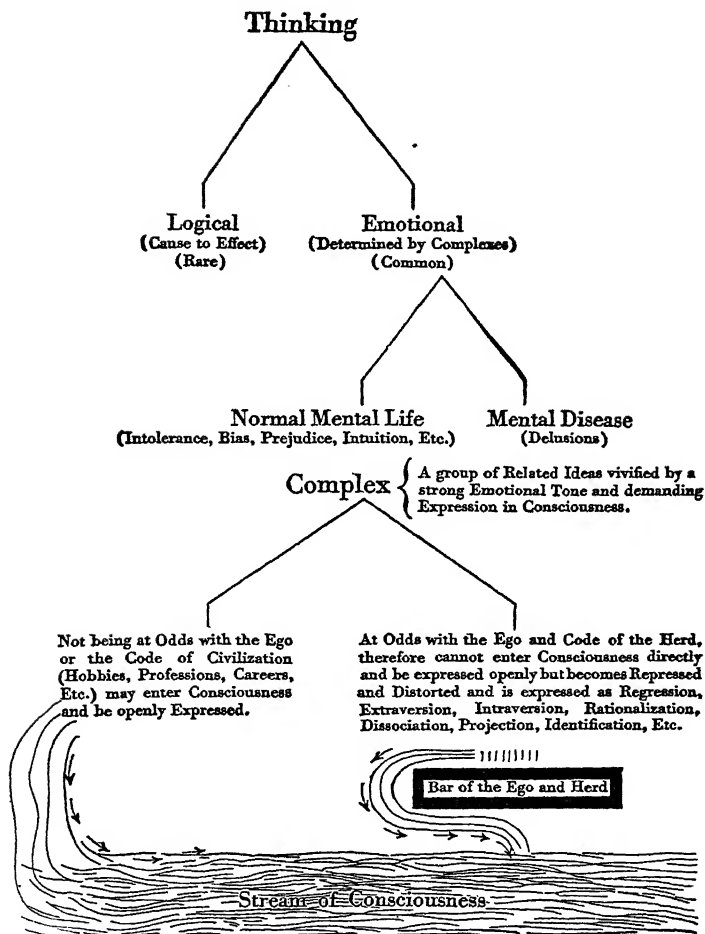 Thinking
Logical
(Cause to Effect)
(Rare)
Emotional
(Determined by Complexes)
(Common)
Normal Mental Life
(Intolerance, Bias, Prejudice, Intuition, Etc.)
Mental Disease
(Delusions)
Complex
A group of Related Ideas vivified by a
strong Emotional Tone and demanding
Expression in Consciousness.
Not being at Odds with the Ego
or the Code of Civilization
(Hobbies, Professions, Careers,
Etc.) may enter Consciousness
and be openly Expressed.
At Odds with the Ego and Code of the Herd,
therefore cannot enter Consciousness directly
and be expressed openly but becomes Repressed
and Distorted and is expressed as Regression,
Extraversion, Intraversion, Rationalization,
Dissociation, Projection, Identification, Etc.
Bar of the Ego and Herd
Stream of Consciousness